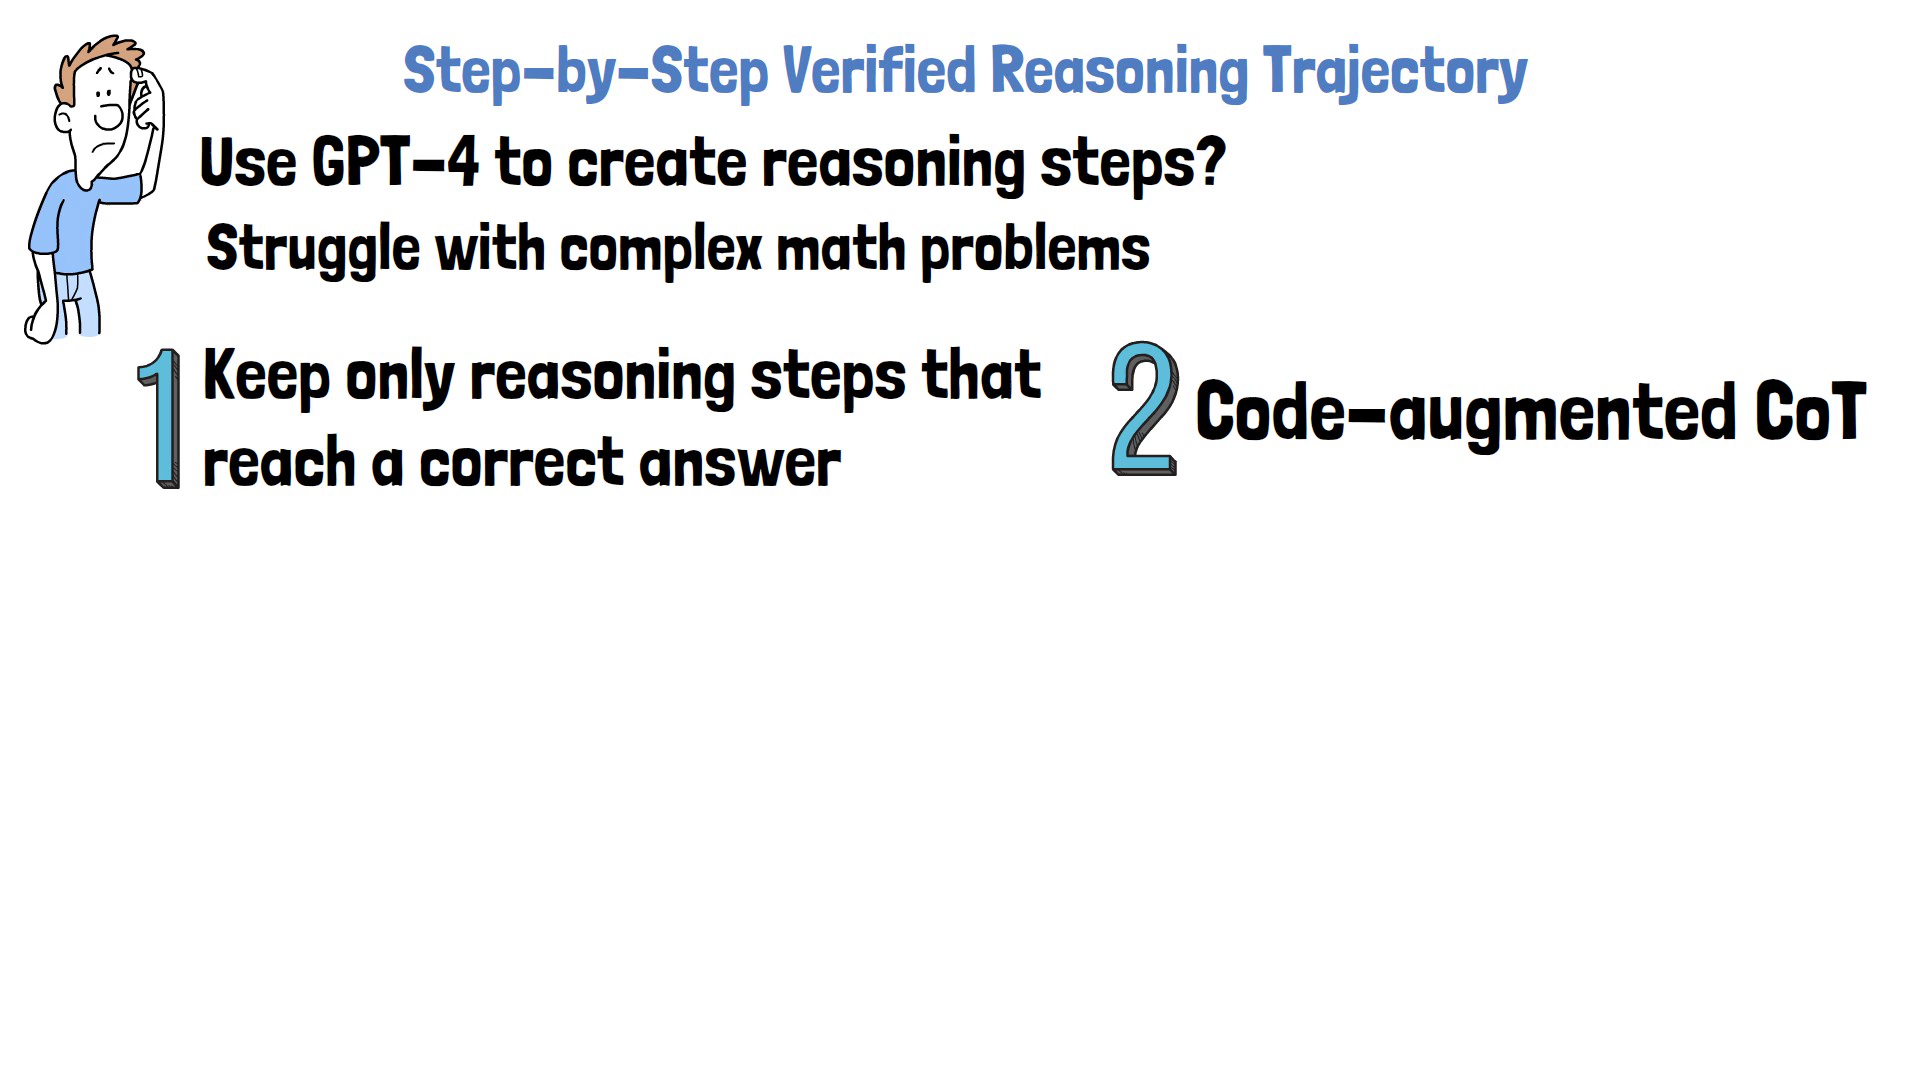 Step-by-Step Verified Reasoning Trajectory
Use GPT-4 to create reasoning steps?
Struggle with complex math problems
1 Keep only reasoning steps that
reach a correct answer
2 Code-augmented CoT